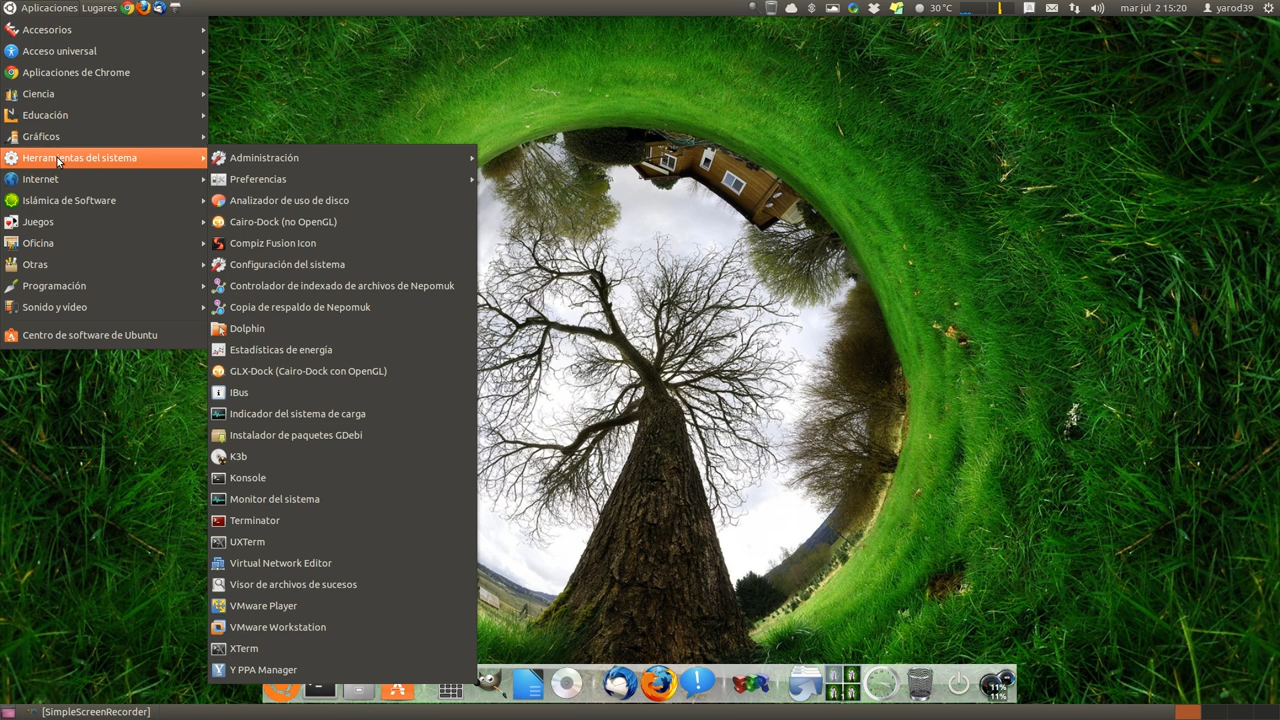 Aplicaciones Lugares
30 °C
mar jul 2 15:20
yarod39
Accesorios
Acceso universal
Aplicaciones de Chrome
Ciencia
Educación
Gráficos
Herramientas del sistema
Internet
Islámica de Software
Juegos
Oficina
Otras
Programación
Sonido y vídeo
Centro de software de Ubuntu
Administración
Preferencias
Analizador de uso de disco
Cairo-Dock (no OpenGL)
Compiz Fusion Icon
Configuración del sistema
Controlador de indexado de archivos de Nepomuk
Copia de respaldo de Nepomuk
Dolphin
Estadísticas de energía
GLX-Dock (Cairo-Dock con OpenGL)
IBus
Indicador del sistema de carga
Instalador de paquetes GDebi
K3b
Konsole
Monitor del sistema
Terminator
UXTerm
Virtual Network Editor
Visor de archivos de sucesos
VMware Player
VMware Workstation
XTerm
Y PPA Manager
11%
11%
[SimpleScreenRecorder]